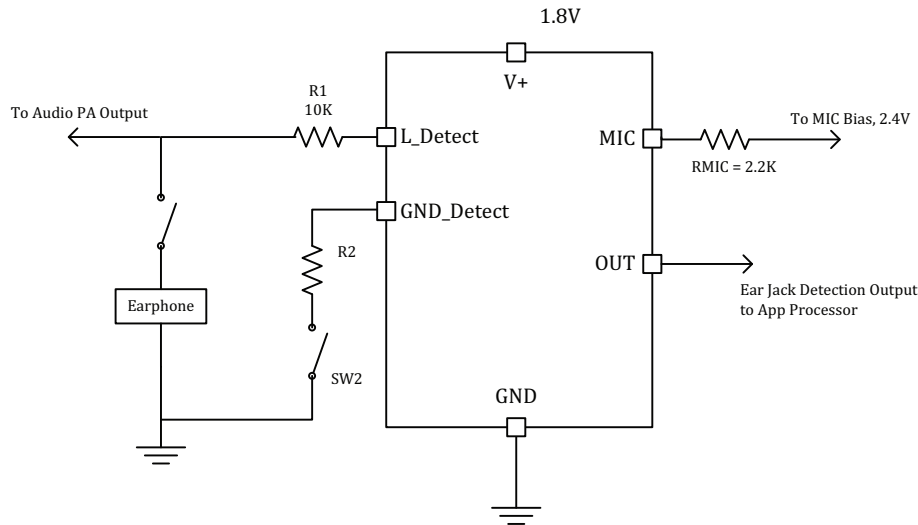 1.8V
V+
R1
10K
To Audio PA Output
L_Detect
MIC
To MIC Bias, 2.4V
RMIC = 2.2K
GND_Detect
R2
OUT
Earphone
Ear Jack Detection Output
to App Processor
SW2
GND